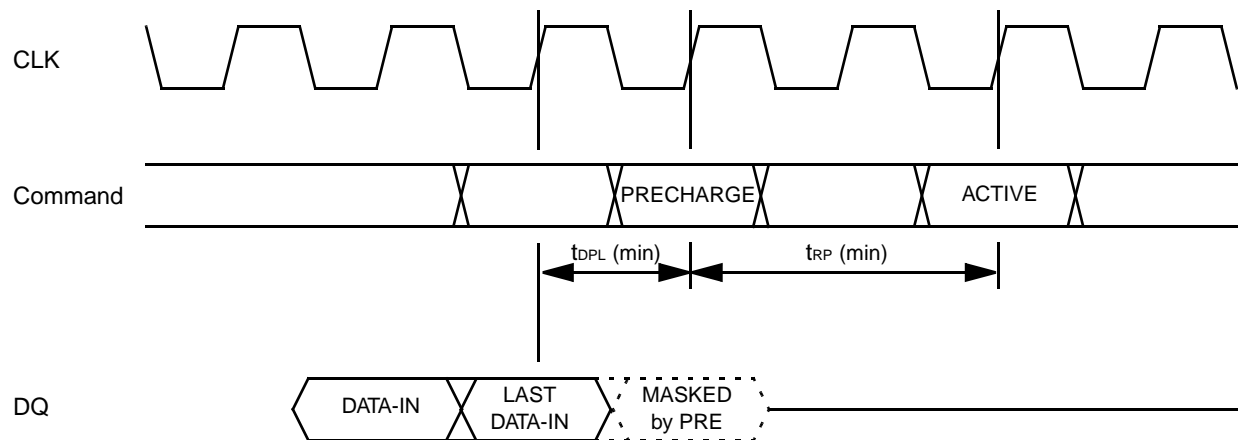 CLK
Command
PRECHARGE
ACTIVE
tDPL (min)
tRP (min)
DQ
DATA-IN
LAST
DATA-IN
MASKED
by PRE